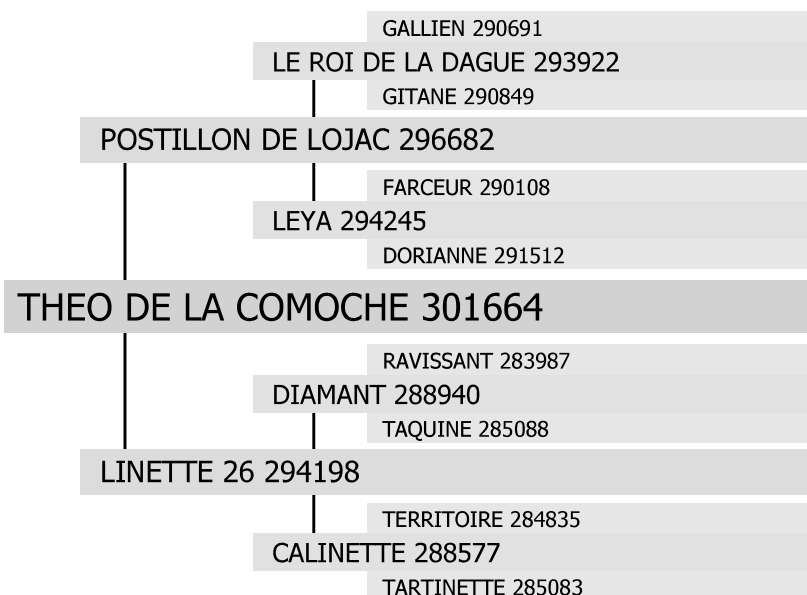 GALLIEN 290691
LE ROI DE LA DAGUE 293922
GITANE 290849
POSTILLON DE LOJAC 296682
FARCEUR 290108
LEYA 294245
DORIANNE 291512
THEO DE LA COMOCHE 301664
RAVISSANT 283987
DIAMANT 288940
TAQUINE 285088
LINETTE 26 294198
TERRITOIRE 284835
CALINETTE 288577
TARTINETTE 285083